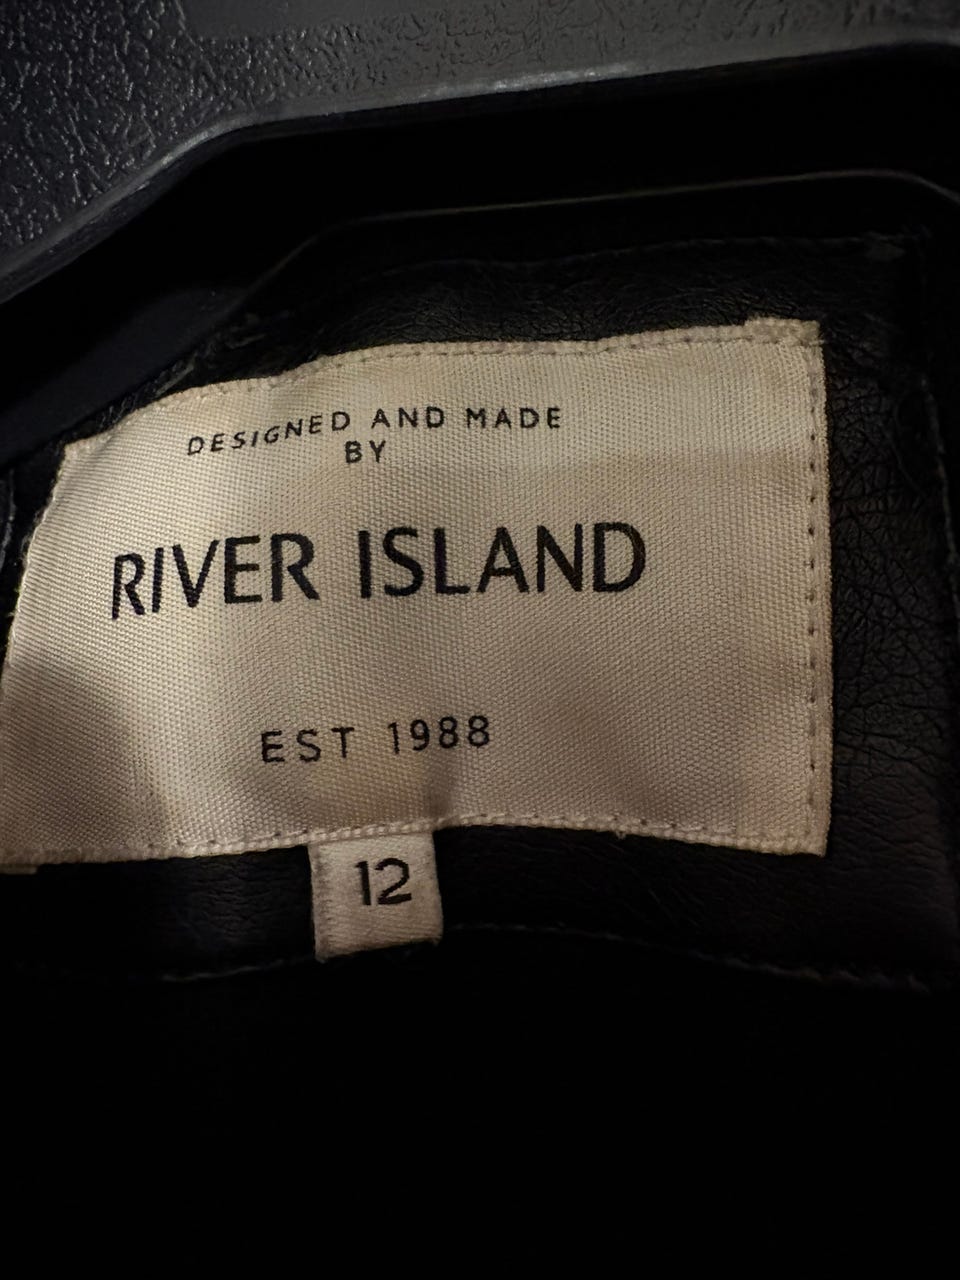 DESIGNED AND MADE
BY
RIVER ISLAND
EST 1988
12